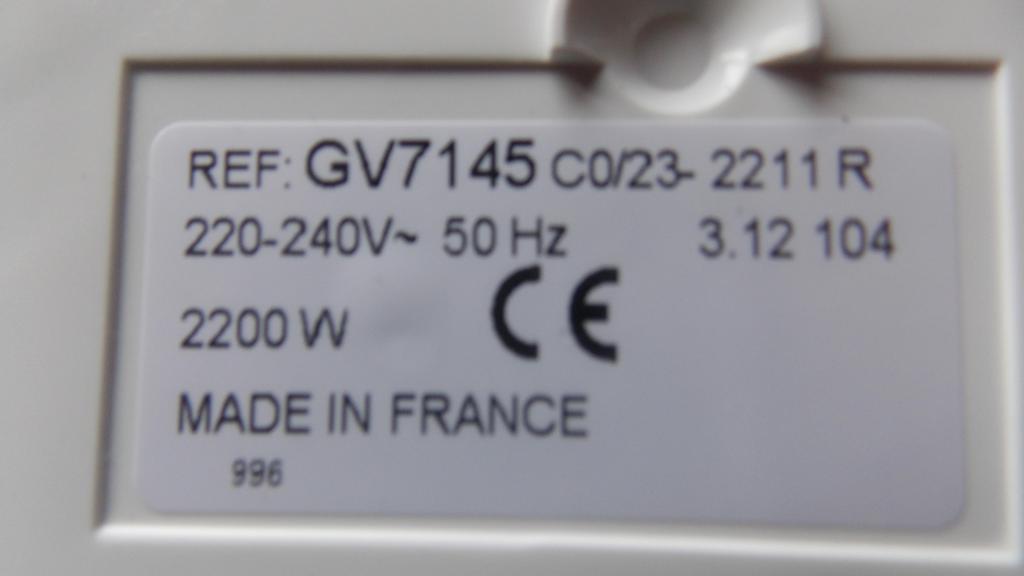 REF: GV7145 C0/23- 2211 R
220-240V~ 50 Hz 3.12 104
2200 W CE
MADE IN FRANCE
996